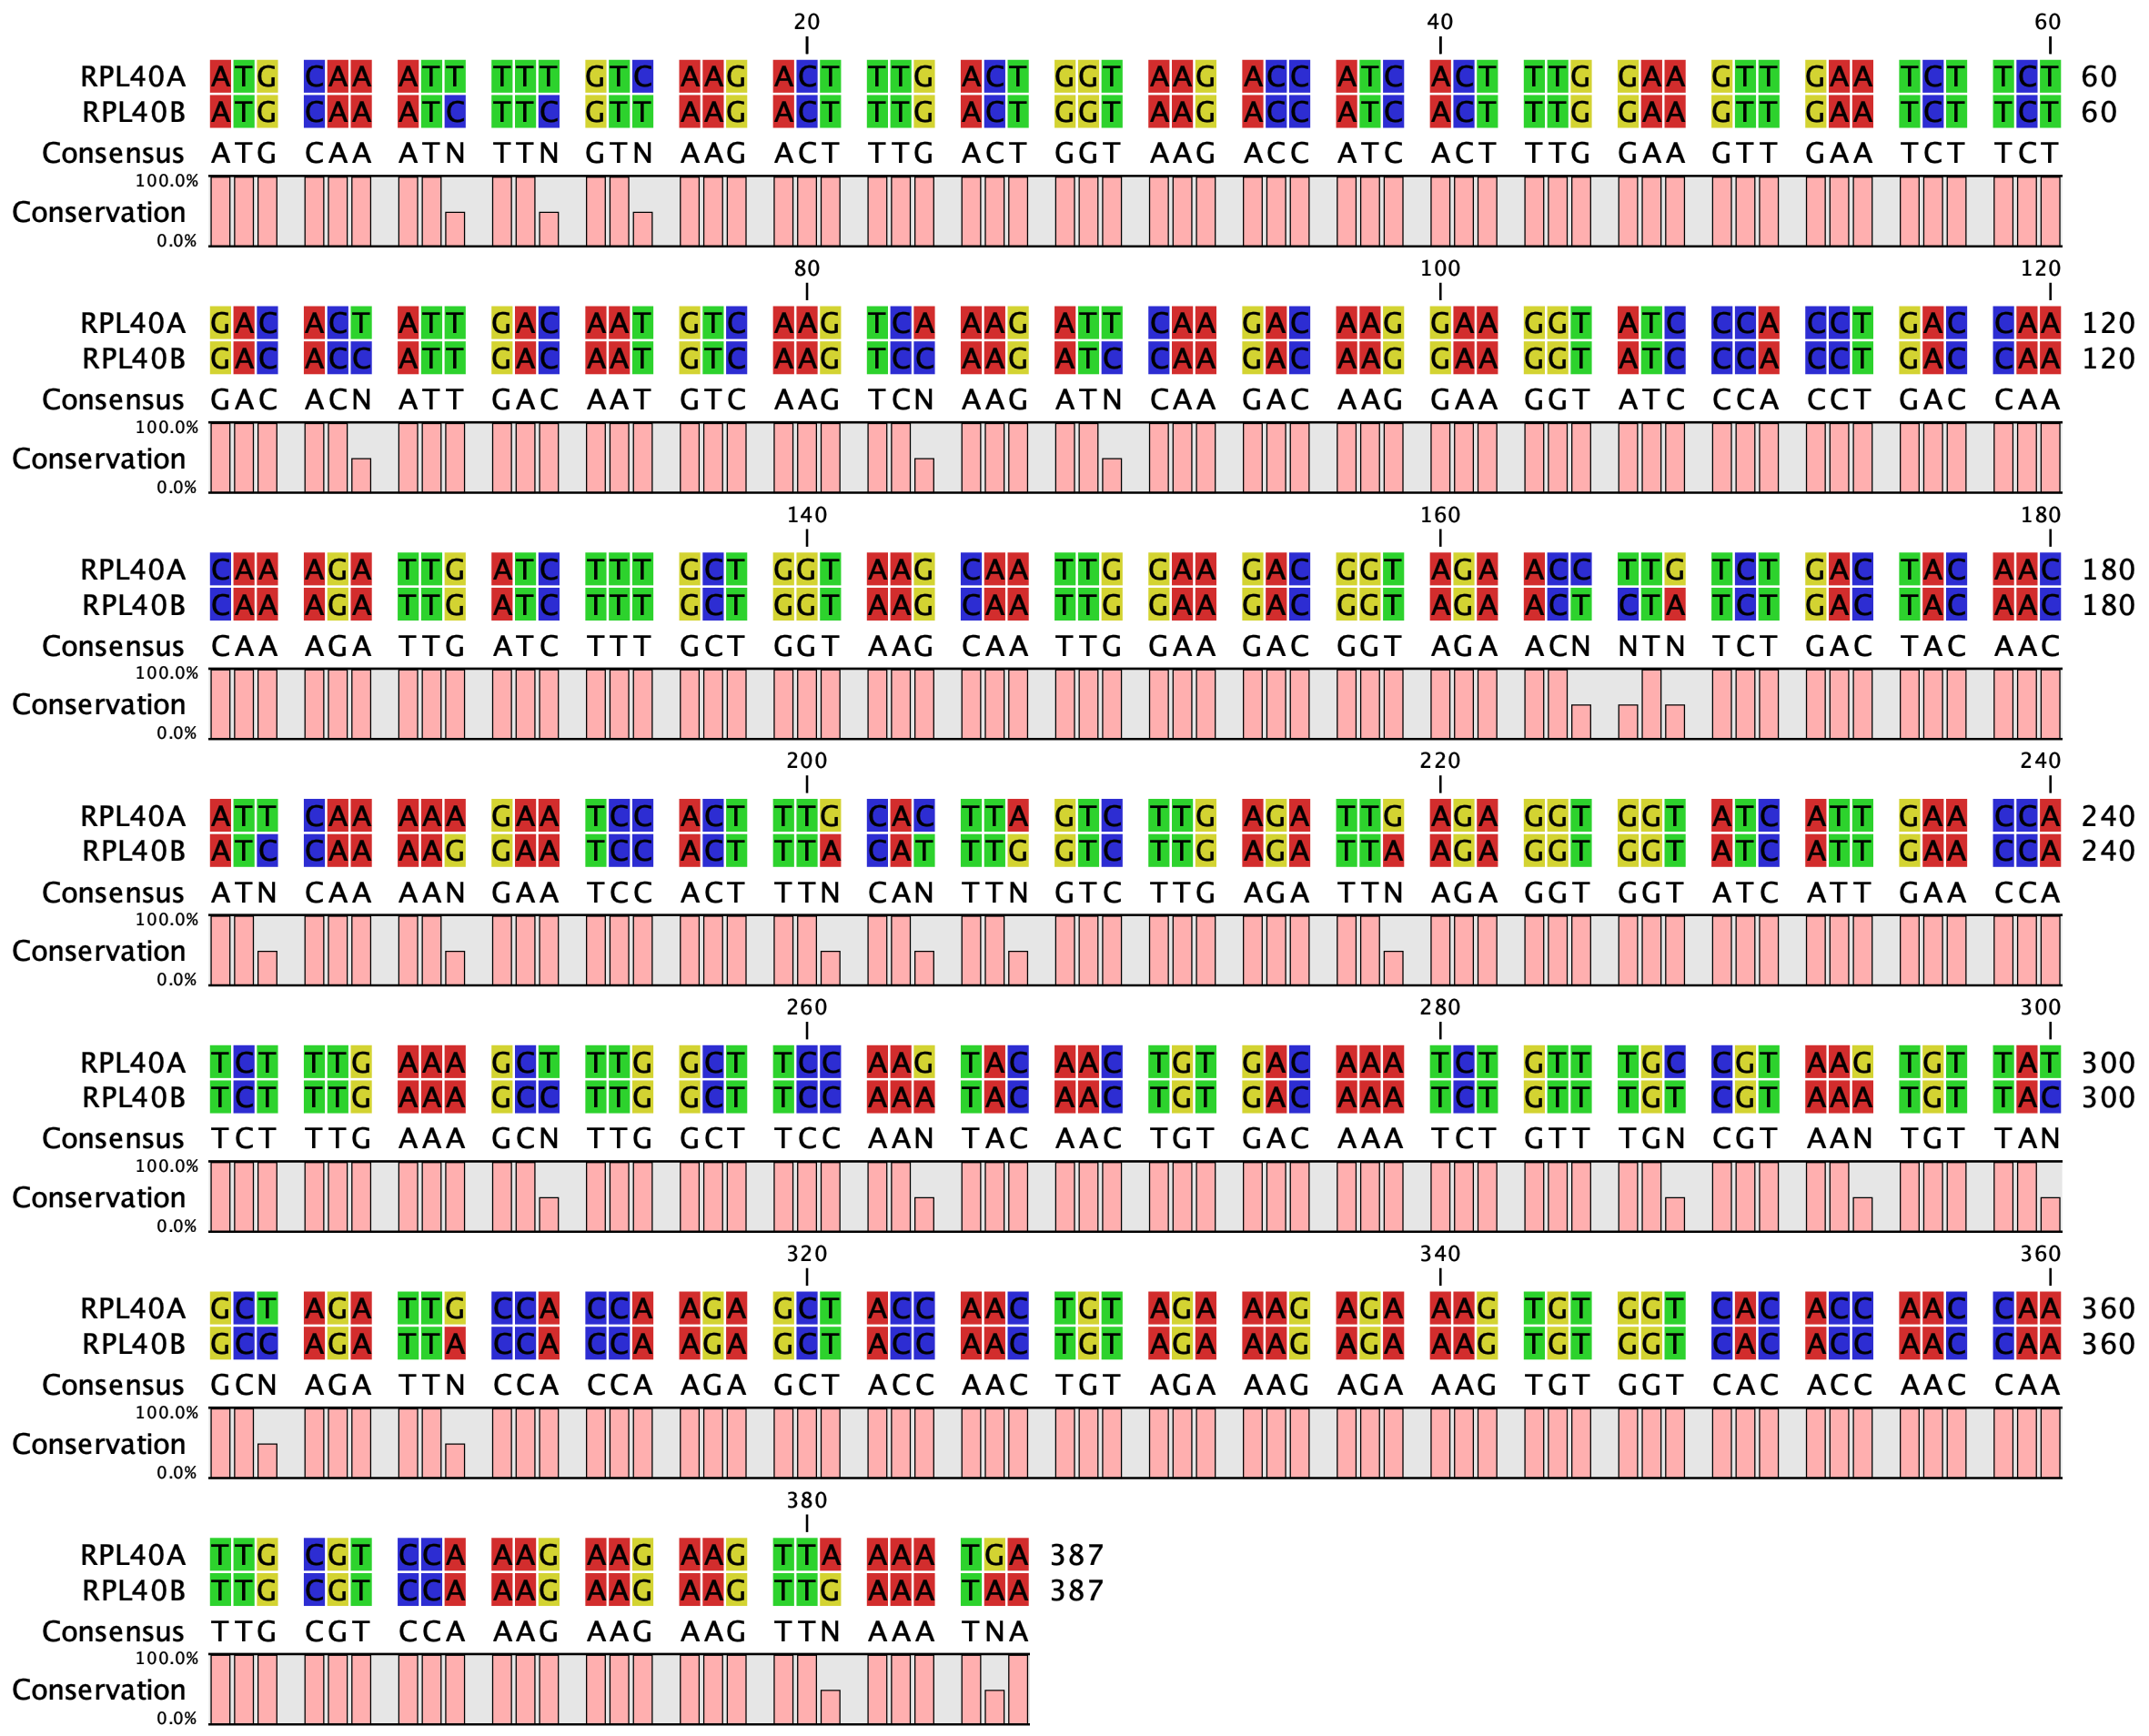 20 40 60
RPL40A ATG CAA ATT TTT GTC AAG ACT TTG ACT GGT AAG ACC ATC ACT TTG GAA GTT GAA TCT TCT 60
RPL40B ATG CAA ATC TTC GTT AAG ACT TTG ACT GGT AAG ACC ATC ACT TTG GAA GTT GAA TCT TCT 60
Consensus ATG CAA ATN TTN GTN AAG ACT TTG ACT GGT AAG ACC ATC ACT TTG GAA GTT GAA TCT TCT
100.0%
Conservation
0.0%
80 100 120
RPL40A GAC ACT ATT GAC AAT GTC AAG TCA AAG ATT CAA GAC AAG GAA GGT ATC CCA CCT GAC CAA 120
RPL40B GAC ACC ATT GAC AAT GTC AAG TCC AAG ATC CAA GAC AAG GAA GGT ATC CCA CCT GAC CAA 120
Consensus GAC ACN ATT GAC AAT GTC AAG TCN AAG ATN CAA GAC AAG GAA GGT ATC CCA CCT GAC CAA
100.0%
Conservation
0.0%
140 160 180
RPL40A CAA AGA TTG ATC TTT GCT GGT AAG CAA TTG GAA GAC GGT AGA ACC TTG TCT GAC TAC AAC 180
RPL40B CAA AGA TTG ATC TTT GCT GGT AAG CAA TTG GAA GAC GGT AGA ACT CTA TCT GAC TAC AAC 180
Consensus CAA AGA TTG ATC TTT GCT GGT AAG CAA TTG GAA GAC GGT AGA ACN NTN TCT GAC TAC AAC
100.0%
Conservation
0.0%
200 220 240
RPL40A ATT CAA AAA GAA TCC ACT TTG CAC TTA GTC TTG AGA TTG AGA GGT GGT ATC ATT GAA CCA 240
RPL40B ATC CAA AAG GAA TCC ACT TTA CAT TTG GTC TTG AGA TTA AGA GGT GGT ATC ATT GAA CCA 240
Consensus ATN CAA AAN GAA TCC ACT TTN CAN TTN GTC TTG AGA TTN AGA GGT GGT ATC ATT GAA CCA
100.0%
Conservation
0.0%
260 280 300
RPL40A TCT TTG AAA GCT TTG GCT TCC AAG TAC AAC TGT GAC AAA TCT GTT TGC CGT AAG TGT TAT 300
RPL40B TCT TTG AAA GCC TTG GCT TCC AAA TAC AAC TGT GAC AAA TCT GTT TGT CGT AAA TGT TAC 300
Consensus TCT TTG AAA GCN TTG GCT TCC AAN TAC AAC TGT GAC AAA TCT GTT TGN CGT AAN TGT TAN
100.0%
Conservation
0.0%
320 340 360
RPL40A GCT AGA TTG CCA CCA AGA GCT ACC AAC TGT AGA AAG AGA AAG TGT GGT CAC ACC AAC CAA 360
RPL40B GCC AGA TTA CCA CCA AGA GCT ACC AAC TGT AGA AAG AGA AAG TGT GGT CAC ACC AAC CAA 360
Consensus GCN AGA TTN CCA CCA AGA GCT ACC AAC TGT AGA AAG AGA AAG TGT GGT CAC ACC AAC CAA
100.0%
Conservation
0.0%
380
RPL40A TTG CGT CCA AAG AAG AAG TTA AAA TGA 387
RPL40B TTG CGT CCA AAG AAG AAG TTG AAA TAA 387
Consensus TTG CGT CCA AAG AAG AAG TTN AAA TNA
100.0%
Conservation
0.0%